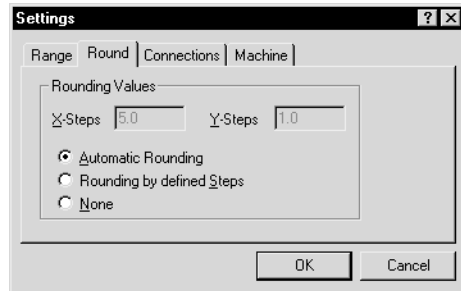 Settings
Range Round Connections Machine
Rounding Values
X-Steps 5.0 Y-Steps 1.0
Automatic Rounding
Rounding by defined Steps
None
OK Cancel